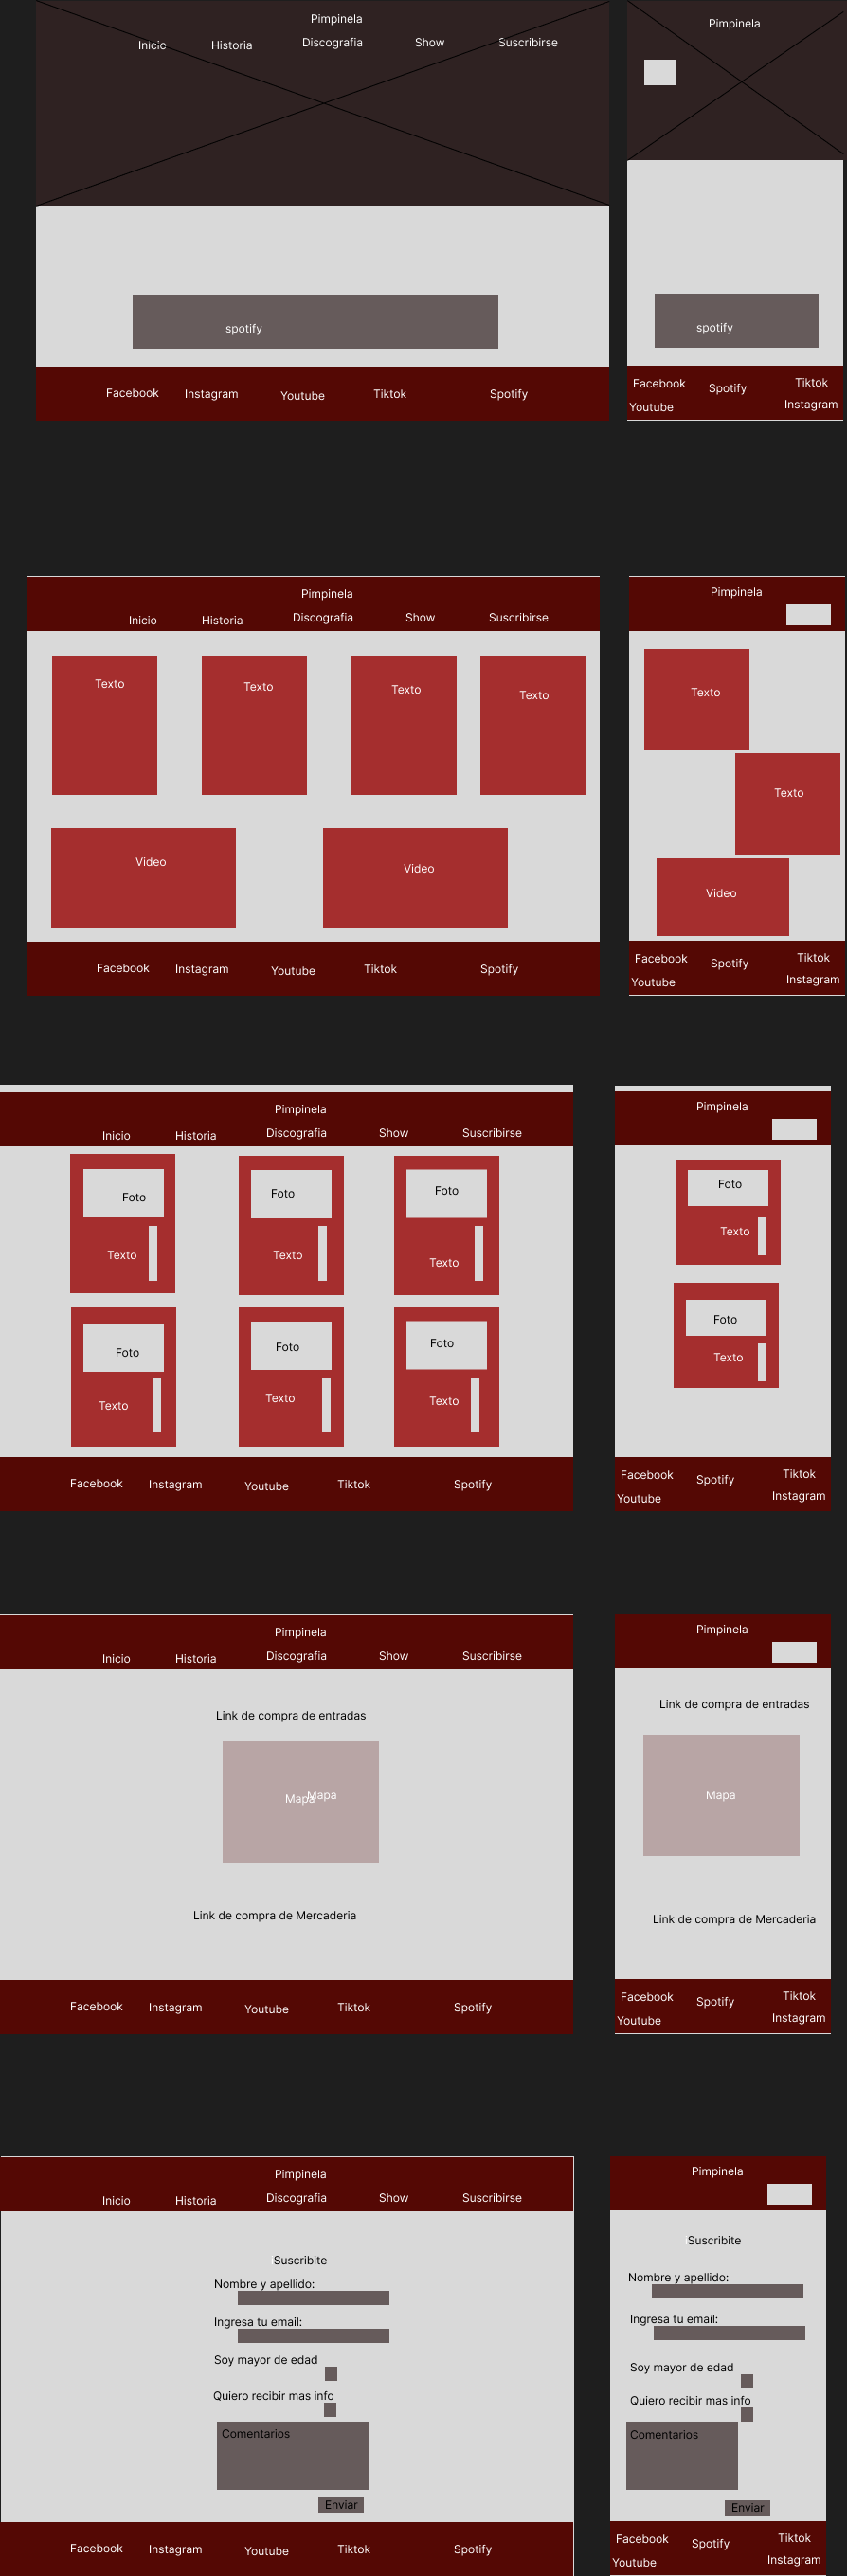 Pimpinela
Inicio Historia Discografia Show Suscribirse
spotify
Facebook Instagram Youtube Tiktok Spotify
Pimpinela
spotify
Facebook Spotify Tiktok
Youtube Instagram
Pimpinela
Inicio Historia Discografia Show Suscribirse
Texto Texto Texto Texto
Video Video
Facebook Instagram Youtube Tiktok Spotify
Pimpinela
Texto
Texto
Video
Facebook Spotify Tiktok
Youtube Instagram
Pimpinela
Inicio Historia Discografia Show Suscribirse
Foto Foto Foto
Texto Texto Texto
Foto Foto Foto
Texto Texto Texto
Facebook Instagram Youtube Tiktok Spotify
Pimpinela
Foto
Texto
Foto
Texto
Facebook Spotify Tiktok
Youtube Instagram
Pimpinela
Inicio Historia Discografia Show Suscribirse
Link de compra de entradas
Mapa Mapa
Link de compra de Mercaderia
Facebook Instagram Youtube Tiktok Spotify
Pimpinela
Link de compra de entradas
Mapa
Link de compra de Mercaderia
Facebook Spotify Tiktok
Youtube Instagram
Pimpinela
Inicio Historia Discografia Show Suscribirse
Suscribite
Nombre y apellido:
Ingresa tu email:
Soy mayor de edad
Quiero recibir mas info
Comentarios
Enviar
Facebook Instagram Youtube Tiktok Spotify
Pimpinela
Suscribite
Nombre y apellido:
Ingresa tu email:
Soy mayor de edad
Quiero recibir mas info
Comentarios
Enviar
Facebook Spotify Tiktok
Youtube Instagram